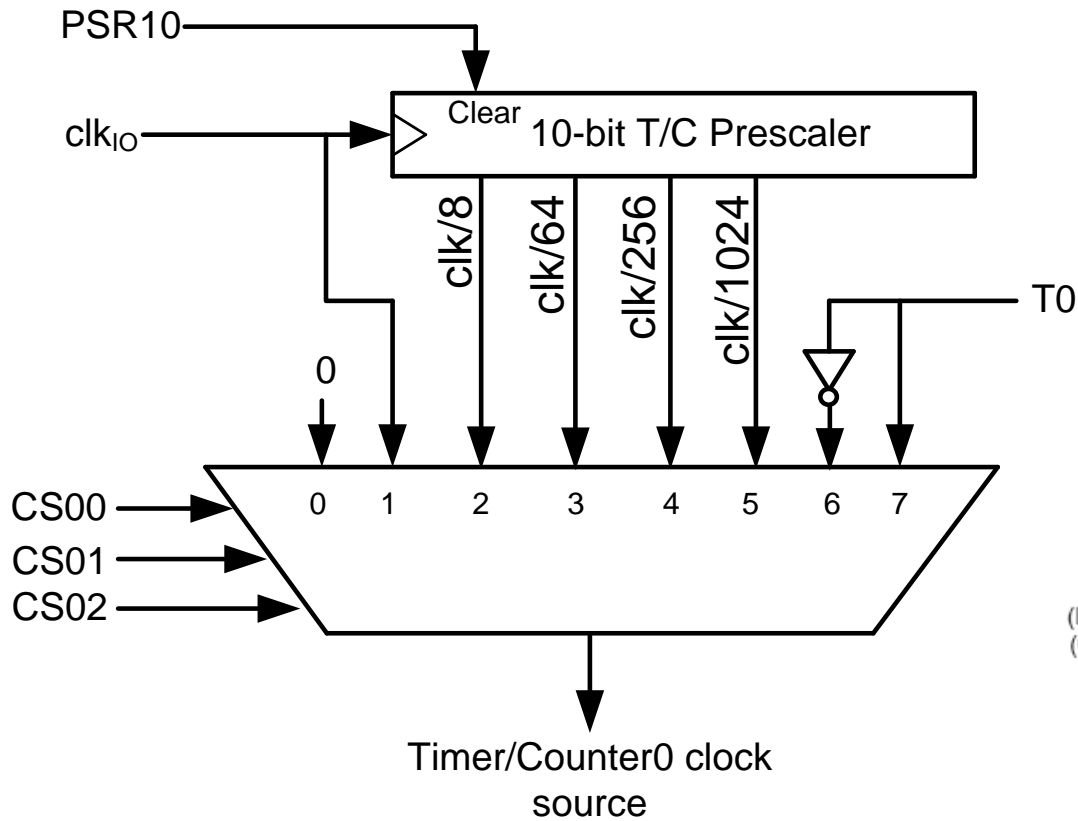 PSR10
clkIO
Clear
10-bit T/C Prescaler
clk/8
clk/64
clk/256
clk/1024
T0
0
0 1 2 3 4 5 6 7
CS00
CS01
CS02
Timer/Counter0 clock
source